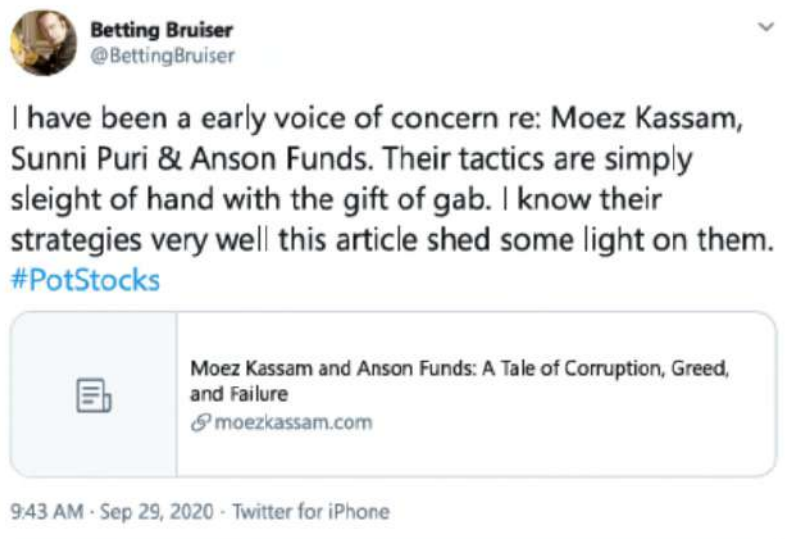 Betting Bruiser
@BettingBruiser
I have been a early voice of concern re: Moez Kassam,
Sunni Puri & Anson Funds. Their tactics are simply
sleight of hand with the gift of gab. I know their
strategies very well this article shed some light on them.
#PotStocks
Moez Kassam and Anson Funds: A Tale of Corruption, Greed,
and Failure
moezkassam.com
9:43 AM · Sep 29, 2020 · Twitter for iPhone